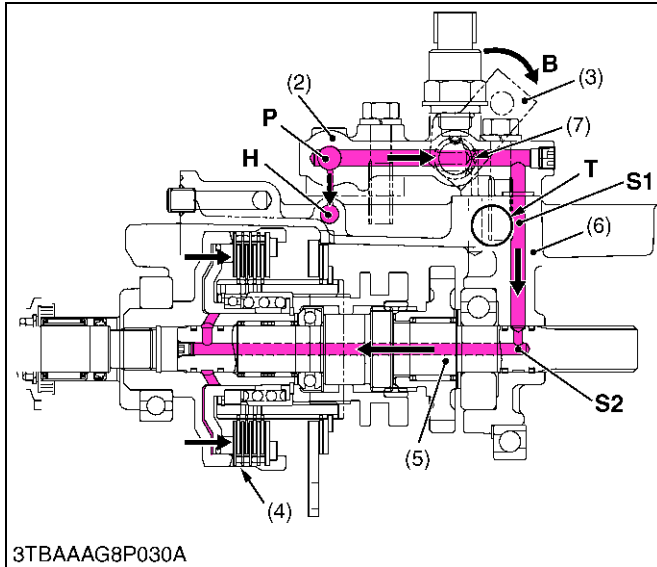 B
(2)
(3)
P
(7)
H
T
S1
(6)
S2
(5)
(4)
3TBAAAG8P030A